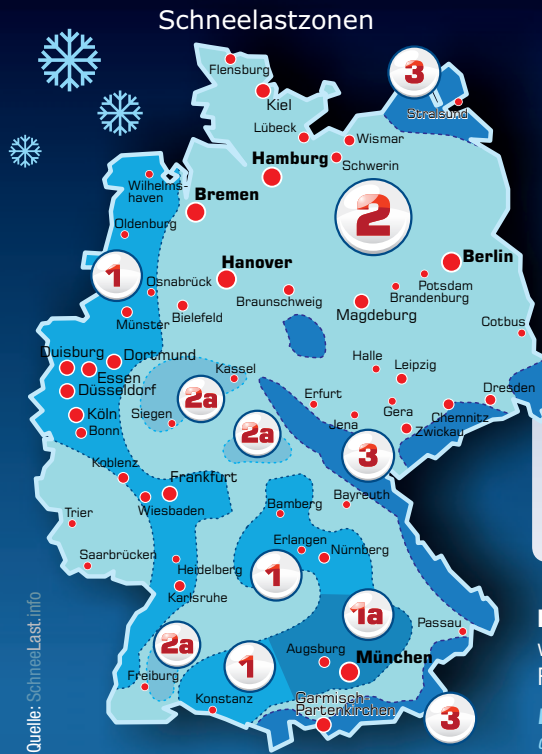 Schneelastzonen
Flensburg
3
Kiel
Stralsund
Lübeck
Wismar
Hamburg
Schwerin
Wilhelms-
haven
Bremen
2
Oldenburg
Hanover
Berlin
1
Osnabrück
Potsdam
Braunschweig
Brandenburg
Münster
Bielefeld
Magdeburg
Cotbus
Duisburg
Dortmund
Halle
Essen
Kassel
Leipzig
Düsseldorf
2a
Erfurt
Dresden
Köln
Siegen
Jena
Gera
Chemnitz
Bonn
2a
Zwickau
Koblenz
3
Frankfurt
Wiesbaden
Bamberg
Bayreuth
Trier
Erlangen
Nürnberg
Saarbrücken
Heidelberg
1
Karlsruhe
1a
Passau
2a
Augsburg
München
Freiburg
1
Konstanz
Garmisch-
Partenkirchen
3
Quelle: SchneeLast.info